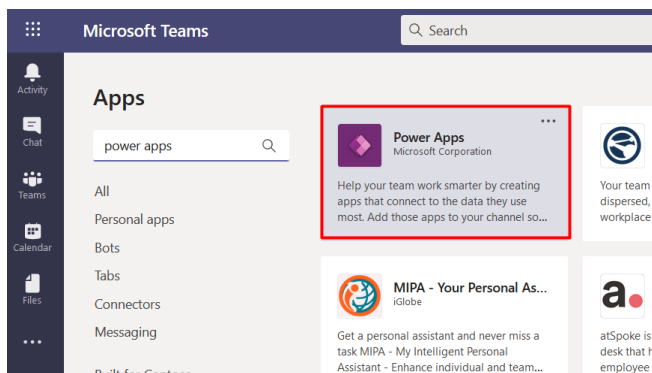 Microsoft Teams
Search
Activity
Chat
Teams
Calendar
Files
Apps
power apps
All
Personal apps
Bots
Tabs
Connectors
Messaging
Power Apps
Microsoft Corporation
Help your team work smarter by creating
apps that connect to the data they use
most. Add those apps to your channel so...
Your team
dispersed,
workplace
MIPA - Your Personal As...
iGlobe
Get a personal assistant and never miss a
task MIPA - My Intelligent Personal
Assistant - Enhance individual and team...
a.
atSpoke is
desk that h
employee